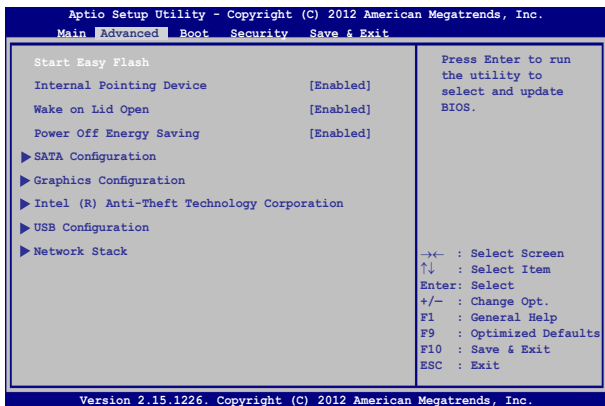 Aptio Setup Utility - Copyright (C) 2012 American Megatrends, Inc.
Main Advanced Boot Security Save & Exit
Start Easy Flash
Internal Pointing Device [Enabled]
Wake on Lid Open [Enabled]
Power Off Energy Saving [Enabled]
SATA Configuration
Graphics Configuration
Intel (R) Anti-Theft Technology Corporation
USB Configuration
Network Stack
Press Enter to run
the utility to
select and update
BIOS.
→← : Select Screen
↑↓ : Select Item
Enter: Select
+/— : Change Opt.
F1 : General Help
F9 : Optimized Defaults
F10 : Save & Exit
ESC : Exit
Version 2.15.1226. Copyright (C) 2012 American Megatrends, Inc.